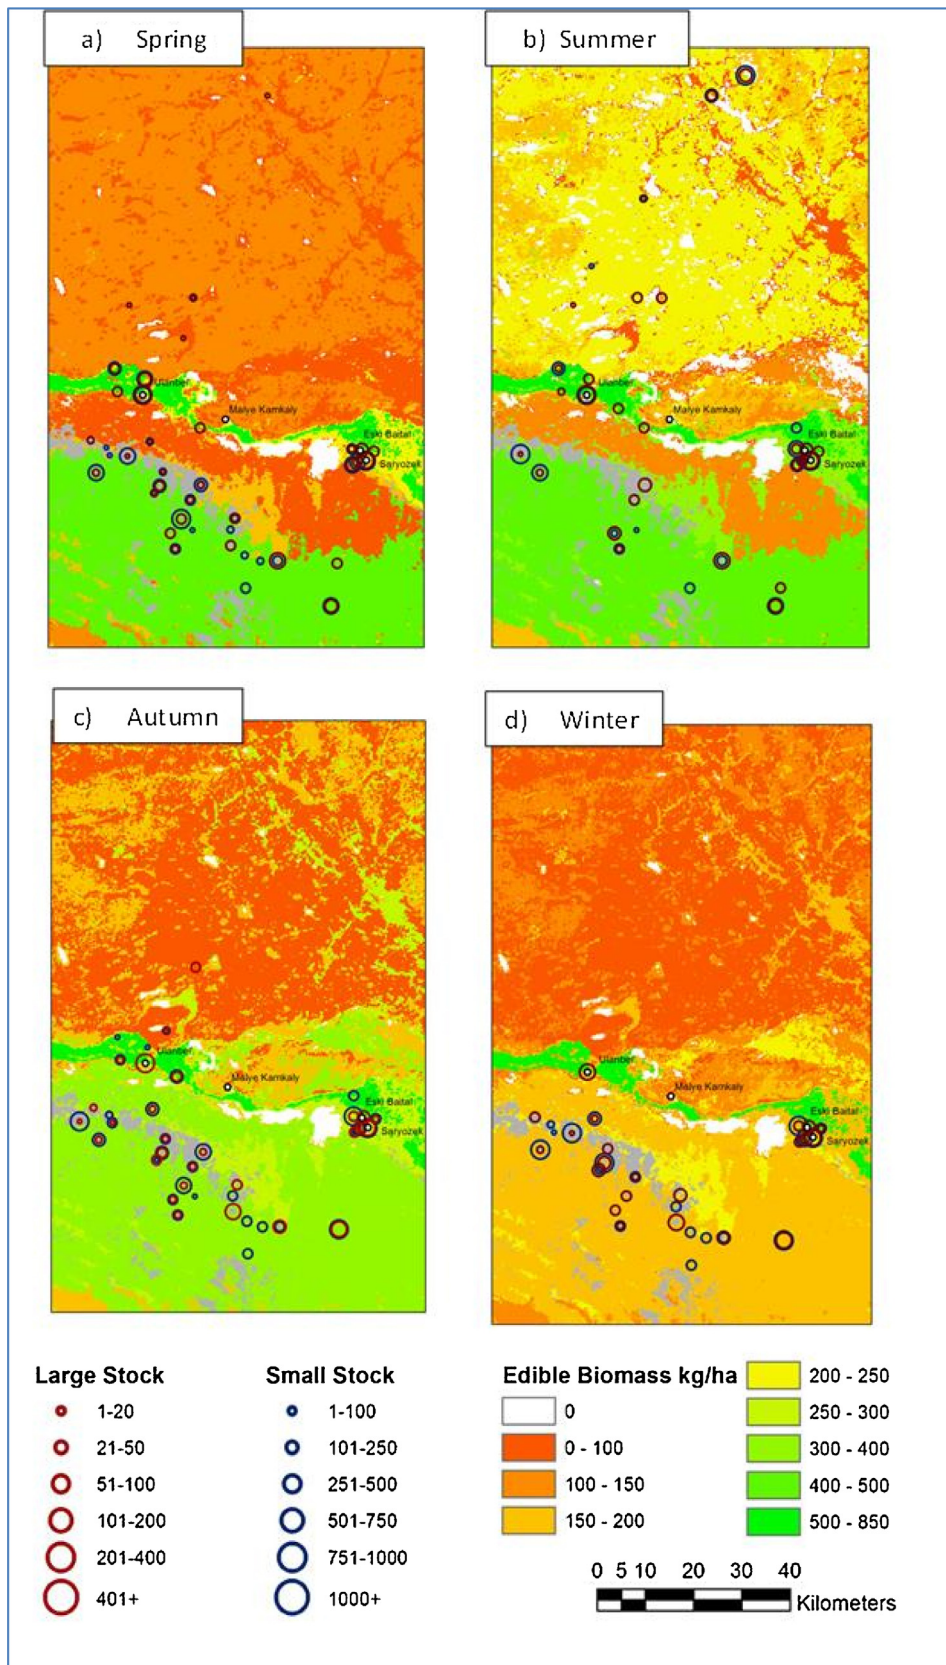 a) Spring
b) Summer
Ulanbel
Malye Kamkaly
Eski Baital
Saryozek
Ulanbel
Malye Kamkaly
Eski Baital
Saryozek
c) Autumn
d) Winter
Ulanbel
Malye Kamkaly
Eski Baital
Saryozek
Ulanbel
Malye Kamkaly
Eski Baital
Saryozek
Large Stock
1-20
21-50
51-100
101-200
201-400
401+
Small Stock
1-100
101-250
251-500
501-750
751-1000
1000+
Edible Biomass kg/ha
0
0 - 100
100 - 150
150 - 200
200 - 250
250 - 300
300 - 400
400 - 500
500 - 850
0 5 10 20 30 40
Kilometers